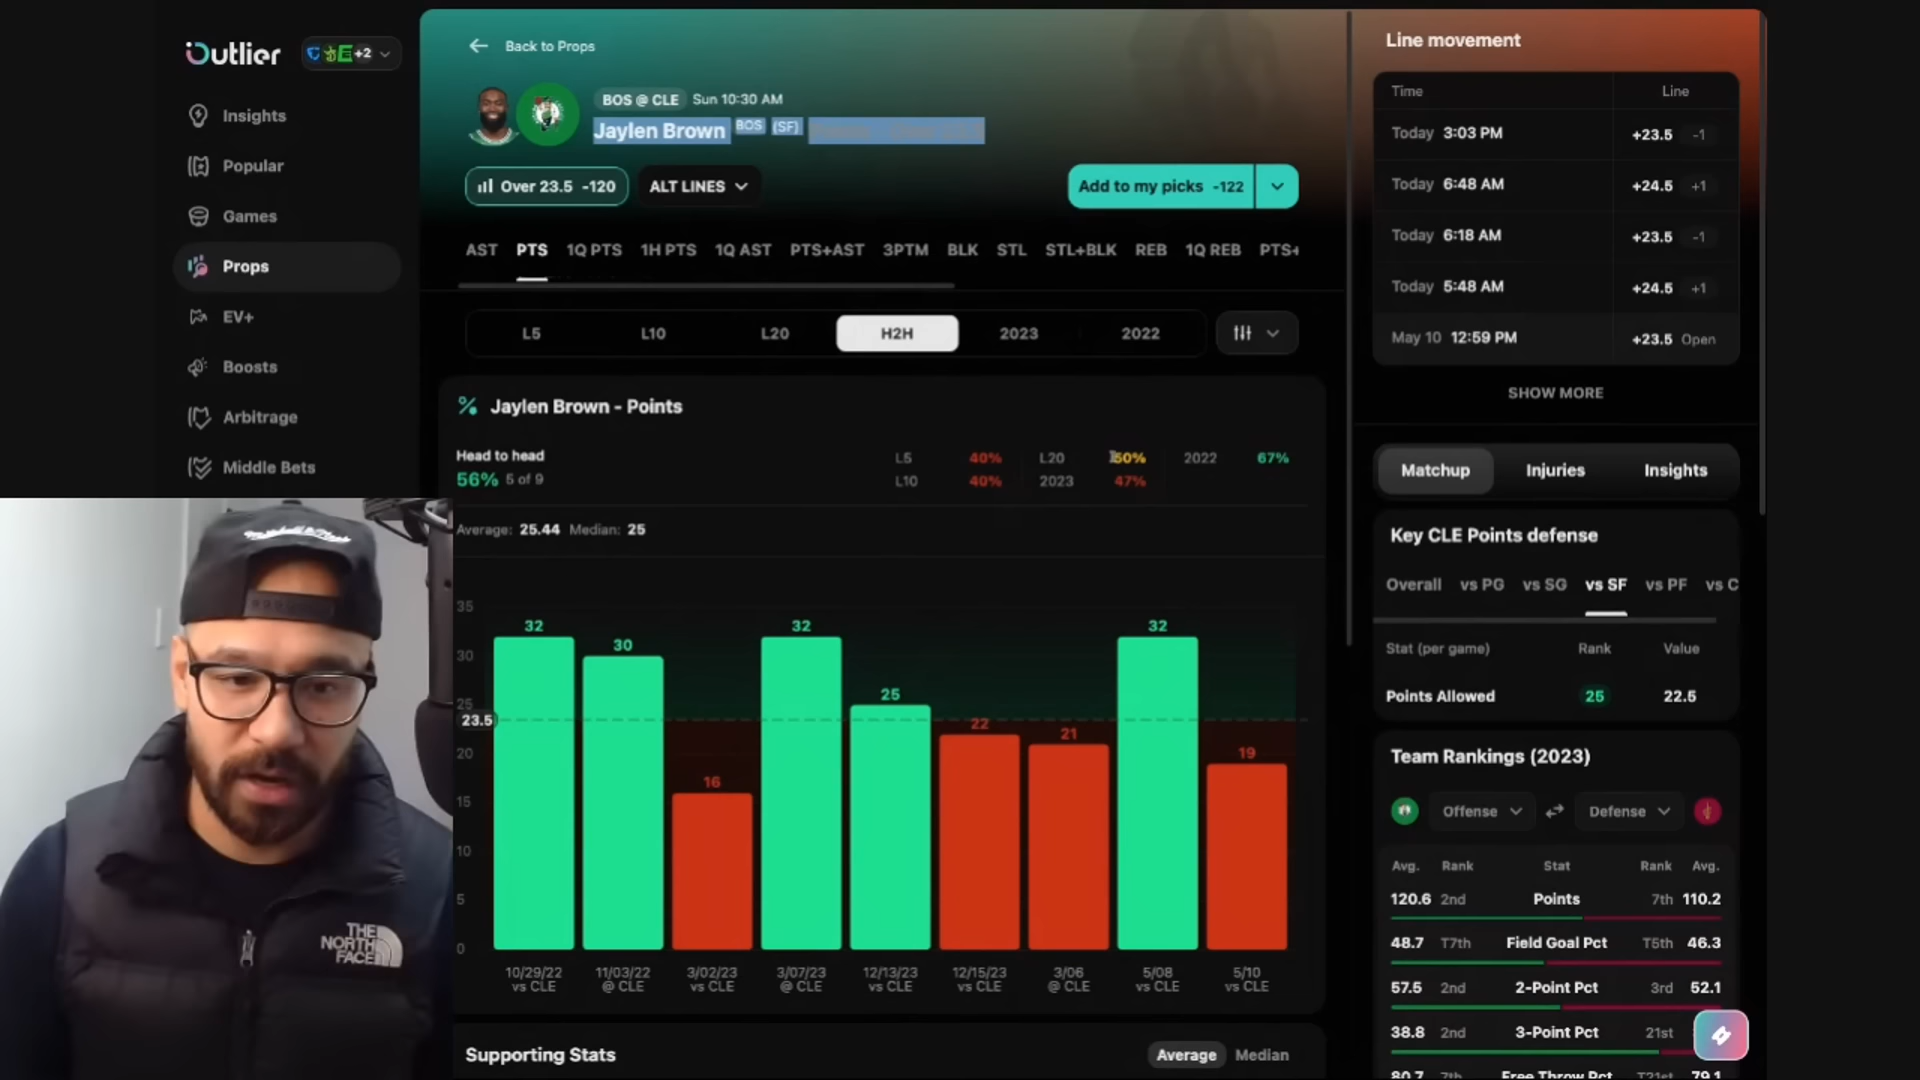 Outlier
+2
Insights
Popular
Games
Props
EV+
Boosts
Arbitrage
Middle Bets
Back to Props
BOS @ CLE Sun 10:30 AM
Jaylen Brown BOS (SF)
Over 23.5 -120
ALT LINES
Add to my picks -122
AST PTS 1Q PTS 1H PTS 1Q AST PTS+AST 3PTM BLK STL STL+BLK REB 1Q REB PTS+
L5 L10 L20 H2H 2023 2022
Jaylen Brown - Points
Head to head
56% 5 of 9
L5 40% L20 50% 2022 67%
L10 40% 2023 47%
Average: 25.44 Median: 25
35
30
25
23.5
20
15
10
5
0
32
30
16
32
25
22
21
32
19
10/29/22 vs CLE
11/03/22 @ CLE
3/02/23 vs CLE
3/07/23 @ CLE
12/13/23 vs CLE
12/15/23 vs CLE
3/06 @ CLE
5/08 vs CLE
5/10 vs CLE
Supporting Stats
Average Median
Line movement
Time Line
Today 3:03 PM +23.5 -1
Today 6:48 AM +24.5 +1
Today 6:18 AM +23.5 -1
Today 5:48 AM +24.5 +1
May 10 12:59 PM +23.5 Open
SHOW MORE
Matchup Injuries Insights
Key CLE Points defense
Overall vs PG vs SG vs SF vs PF vs C
Stat (per game) Rank Value
Points Allowed 25 22.5
Team Rankings (2023)
Offense Defense
Avg. Rank Stat Rank Avg.
120.6 2nd Points 7th 110.2
48.7 T7th Field Goal Pct T5th 46.3
57.5 2nd 2-Point Pct 3rd 52.1
38.8 2nd 3-Point Pct 21st
80.7 7th Free Throw Pct T21st 79.1
THE
NORTH
FACE